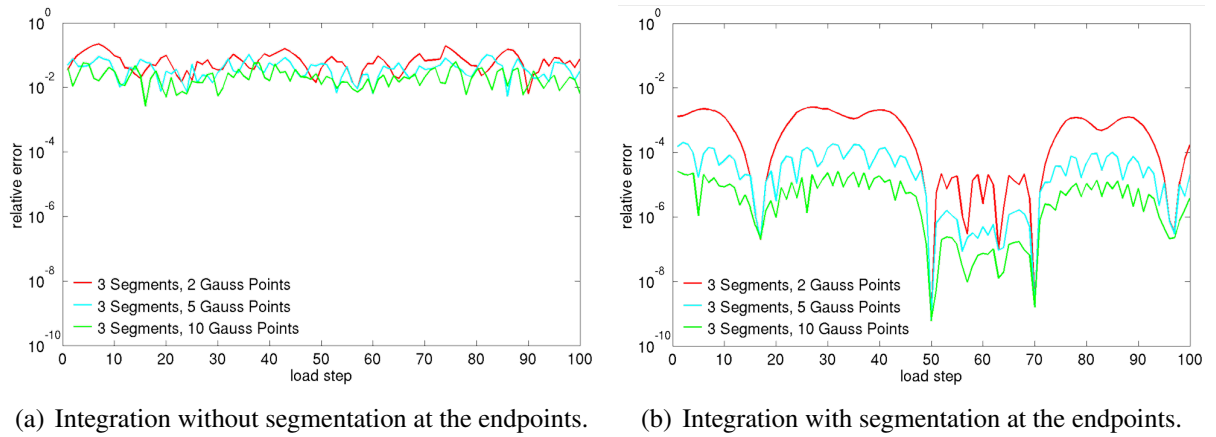 10^0
10^-2
10^-4
10^-6
10^-8
10^-10
relative error
3 Segments, 2 Gauss Points
3 Segments, 5 Gauss Points
3 Segments, 10 Gauss Points
0 10 20 30 40 50 60 70 80 90 100
load step
(a) Integration without segmentation at the endpoints.
10^0
10^-2
10^-4
10^-6
10^-8
10^-10
relative error
3 Segments, 2 Gauss Points
3 Segments, 5 Gauss Points
3 Segments, 10 Gauss Points
0 10 20 30 40 50 60 70 80 90 100
load step
(b) Integration with segmentation at the endpoints.